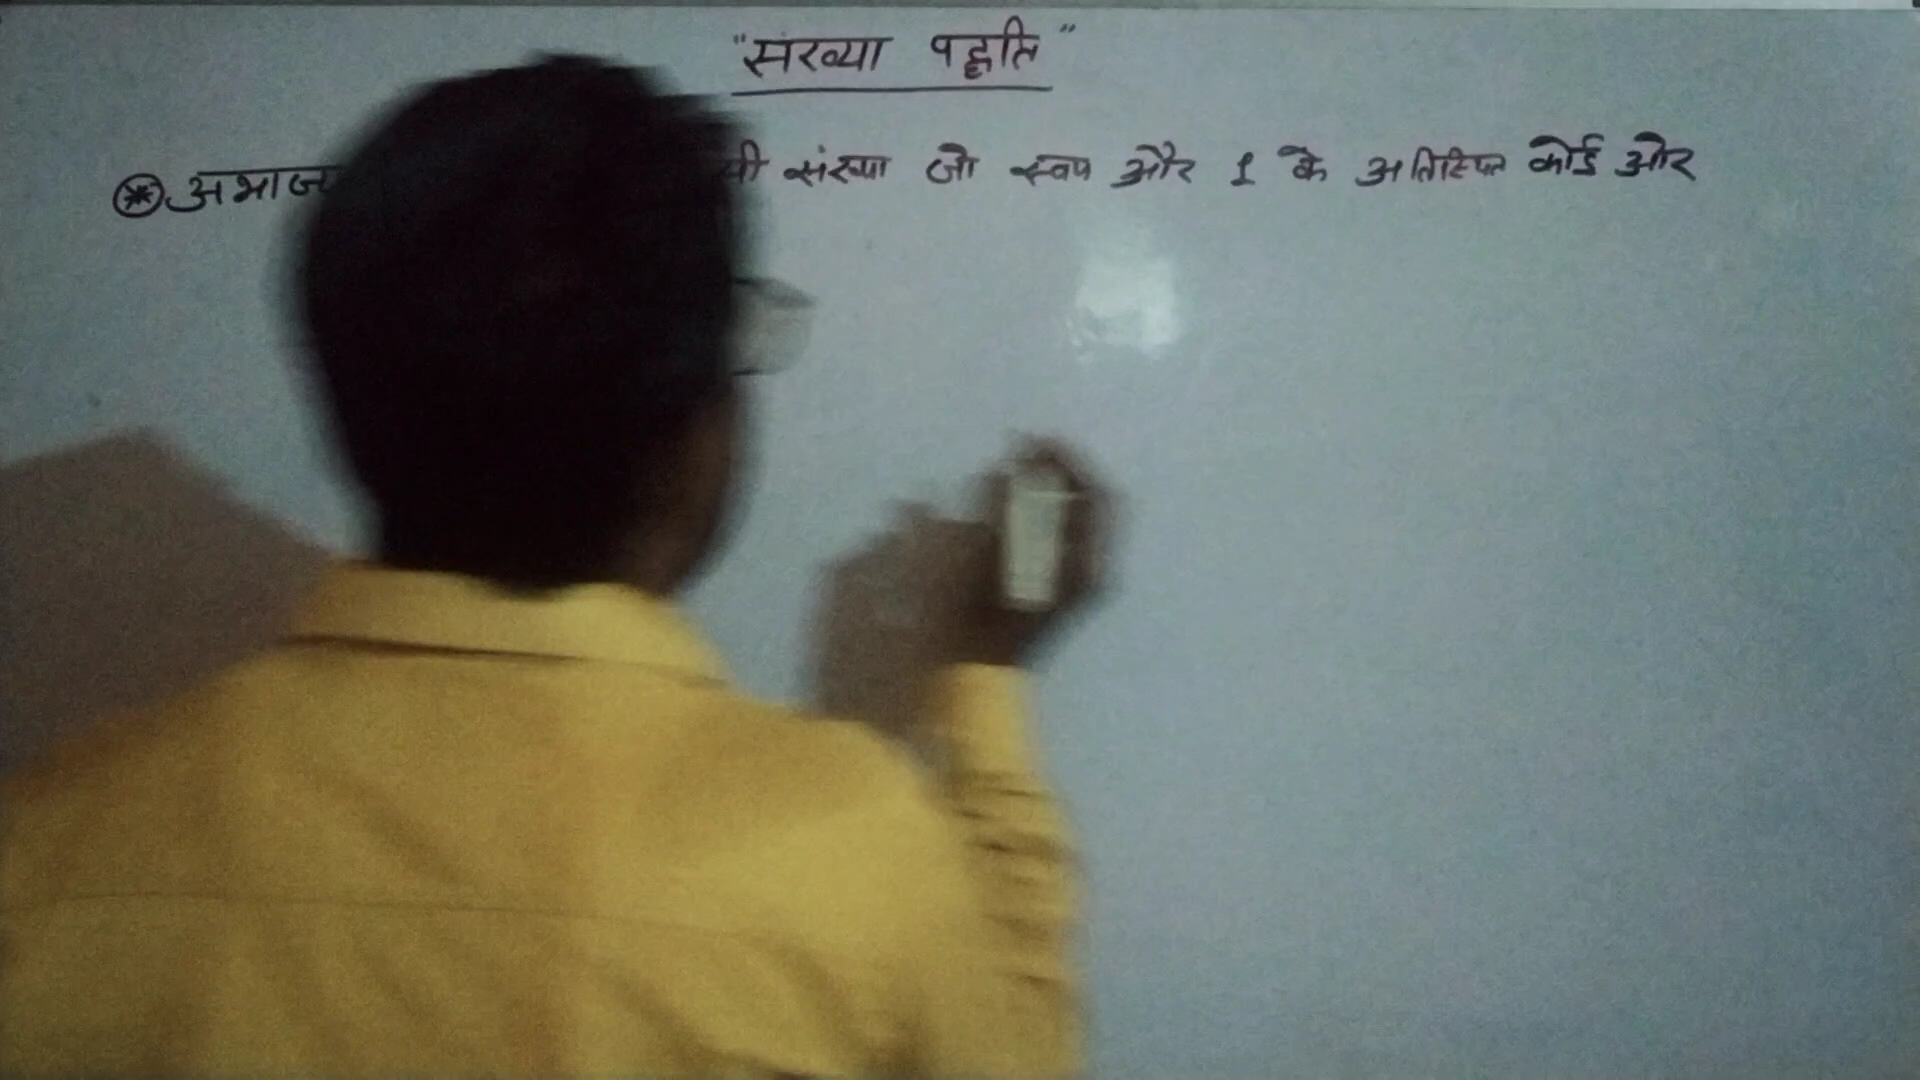 "संख्या पद्धति"
अभाज्य संख्या जो स्वयं और 1 के अतिरिक्त कोई और